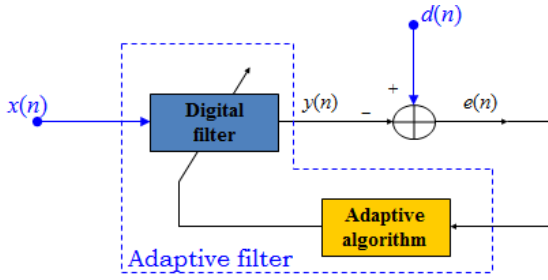 d(n)
x(n)
Digital
filter
y(n)
+
−
e(n)
Adaptive
algorithm
Adaptive filter